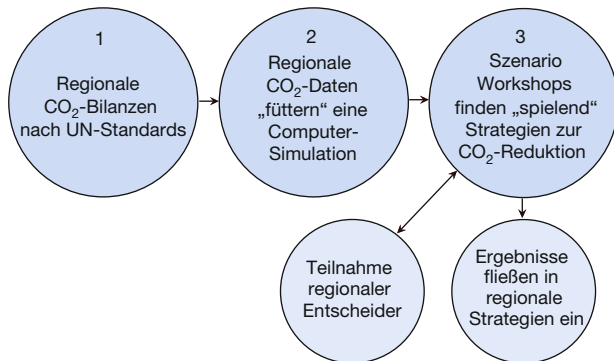 1
Regionale
CO₂-Bilanzen
nach UN-Standards
2
Regionale
CO₂-Daten
„füttern“ eine
Computer-
Simulation
3
Szenario
Workshops
finden „spielend“
Strategien zur
CO₂-Reduktion
Teilnahme
regionaler
Entscheider
Ergebnisse
fließen in
regionale
Strategien ein